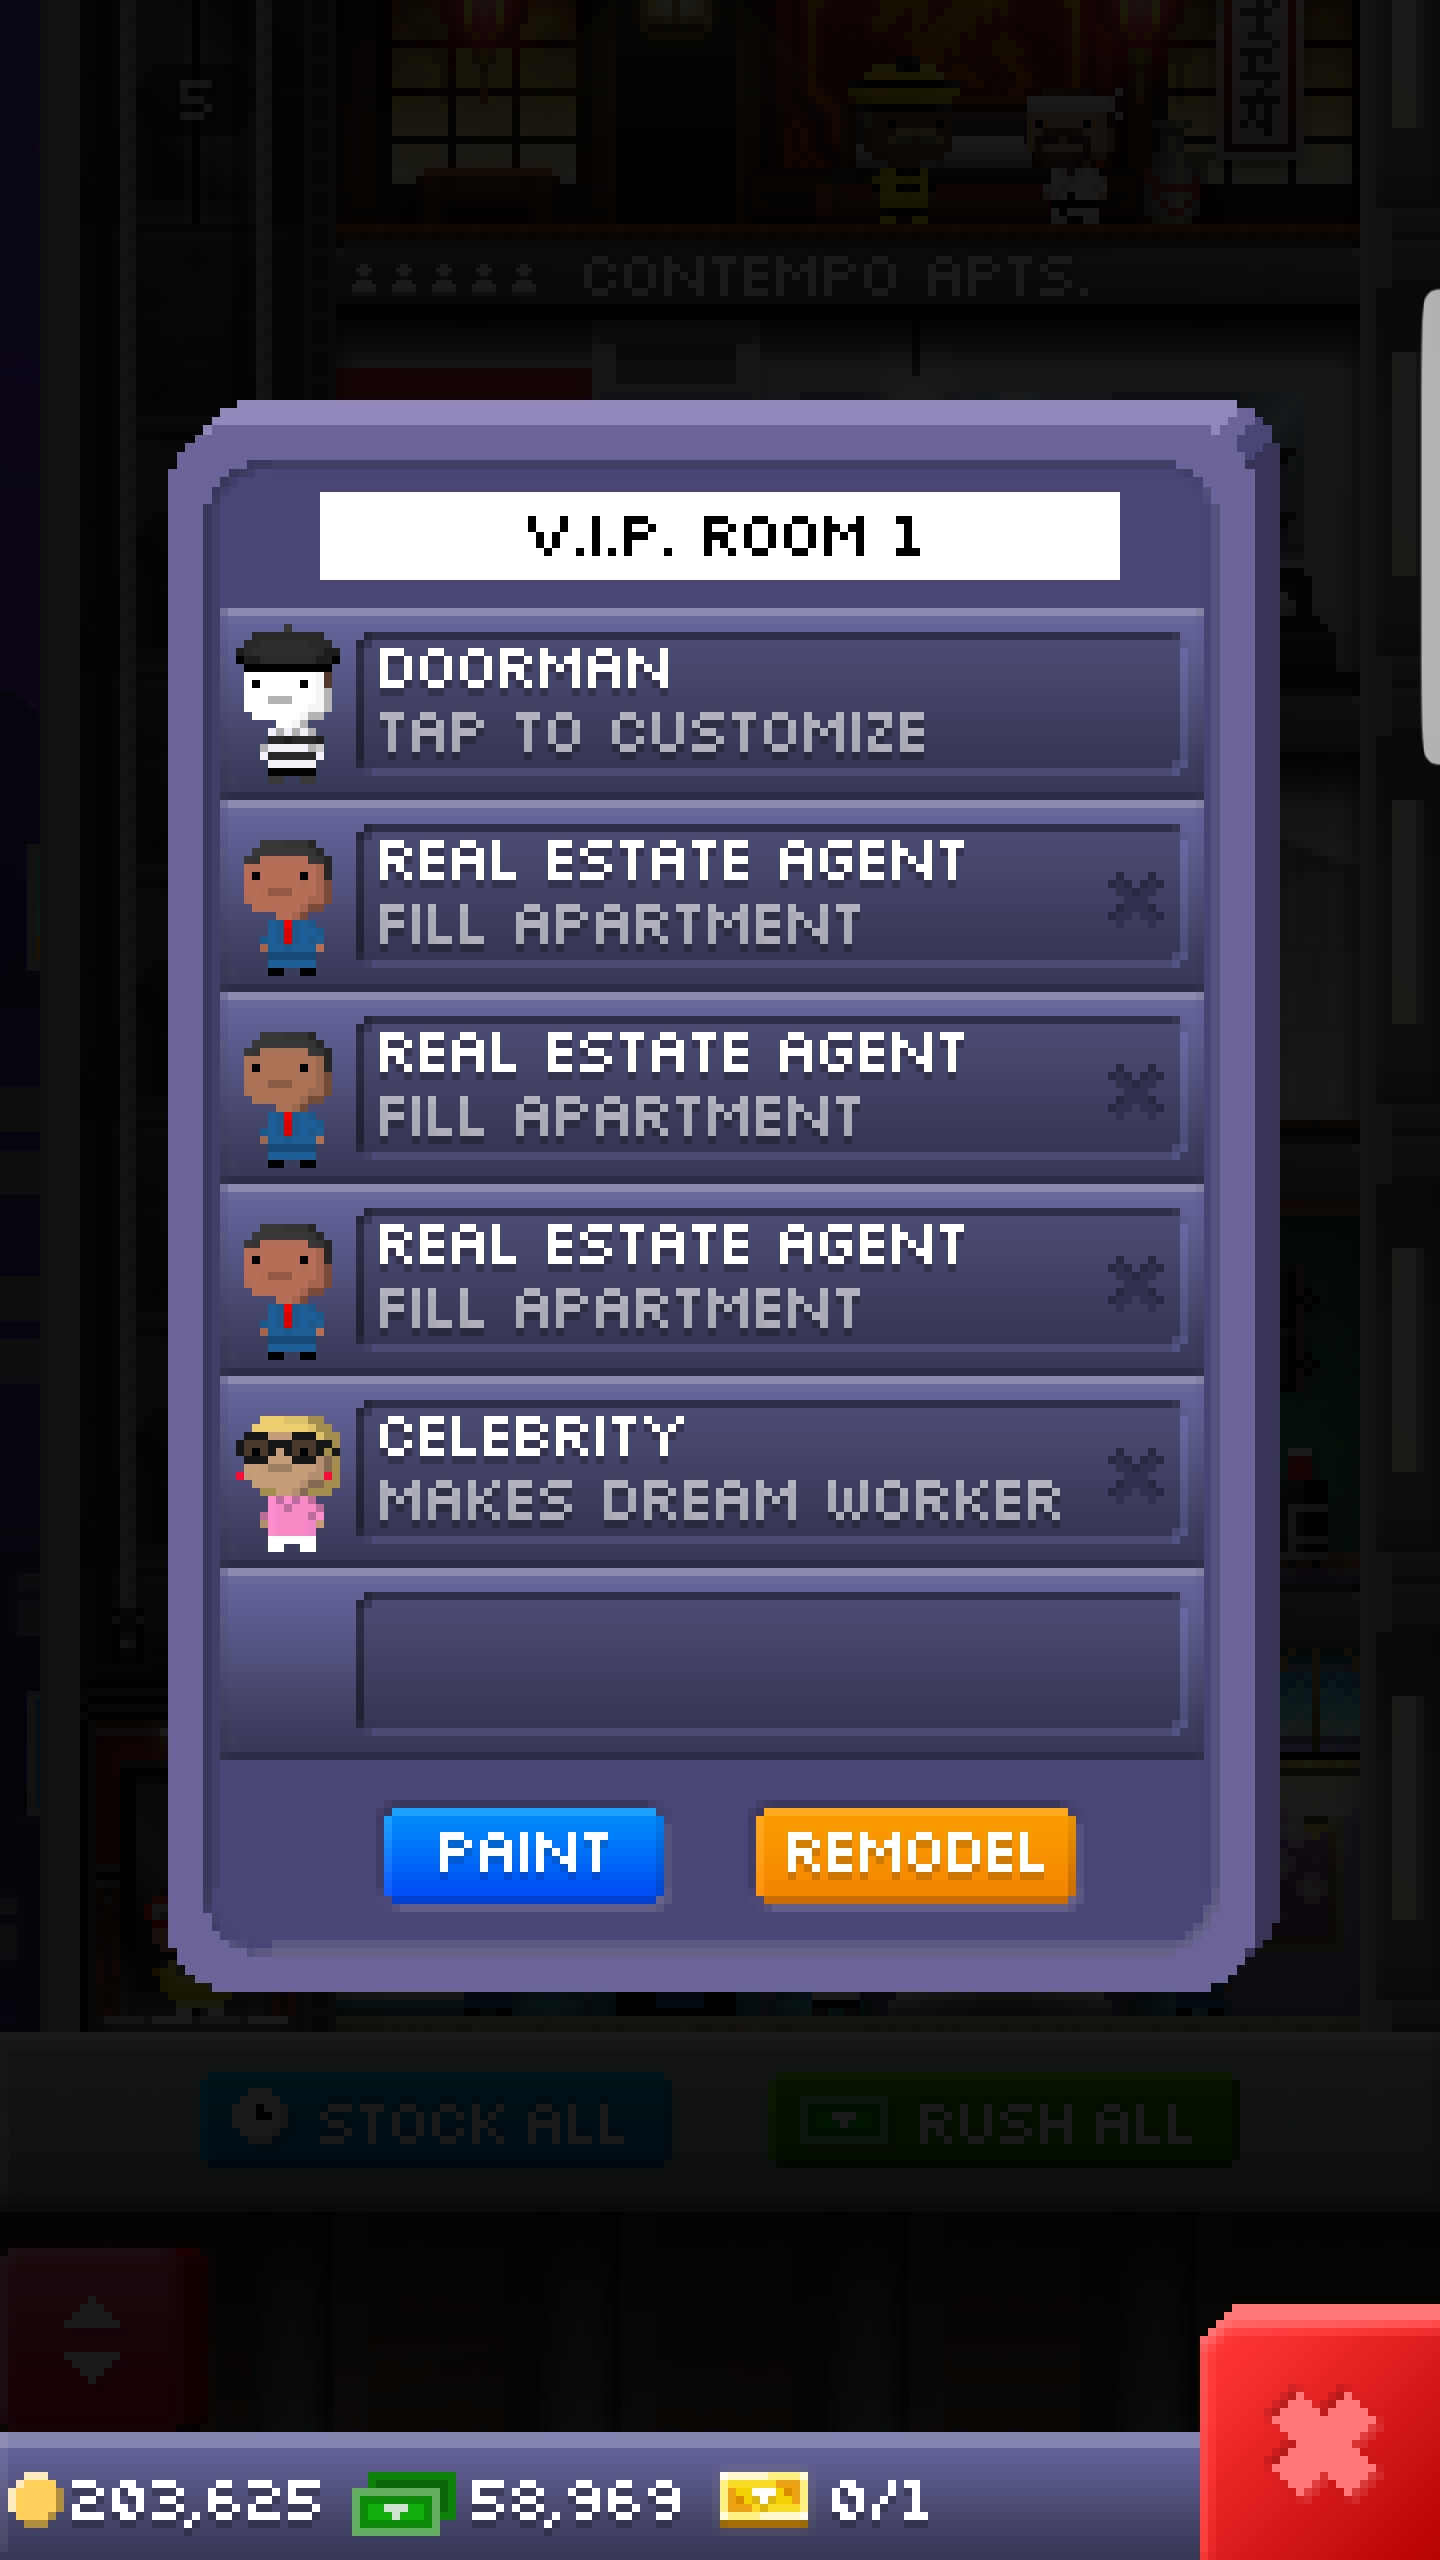 5
CONTEMPO APTS.
V.I.P. ROOM 1
DOORMAN
TAP TO CUSTOMIZE
REAL ESTATE AGENT
FILL APARTMENT
REAL ESTATE AGENT
FILL APARTMENT
REAL ESTATE AGENT
FILL APARTMENT
CELEBRITY
MAKES DREAM WORKER
PAINT
REMODEL
STOCK ALL
RUSH ALL
203,625
58,969
0/1